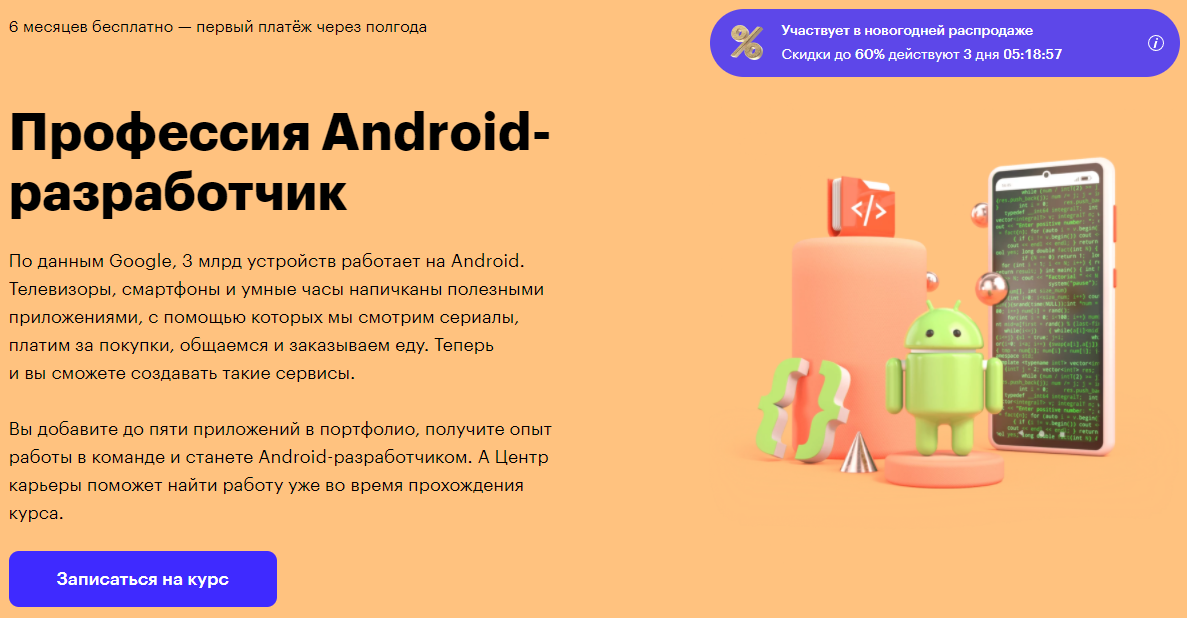 6 месяцев бесплатно — первый платёж через полгода
Участвует в новогодней распродаже
Скидки до 60% действуют 3 дня 05:18:57
Профессия Android-
разработчик
По данным Google, 3 млрд устройств работает на Android.
Телевизоры, смартфоны и умные часы напичканы полезными
приложениями, с помощью которых мы смотрим сериалы,
платим за покупки, общаемся и заказываем еду. Теперь
и вы сможете создавать такие сервисы.
Вы добавите до пяти приложений в портфолио, получите опыт
работы в команде и станете Android-разработчиком. А Центр
карьеры поможет найти работу уже во время прохождения
курса.
Записаться на курс